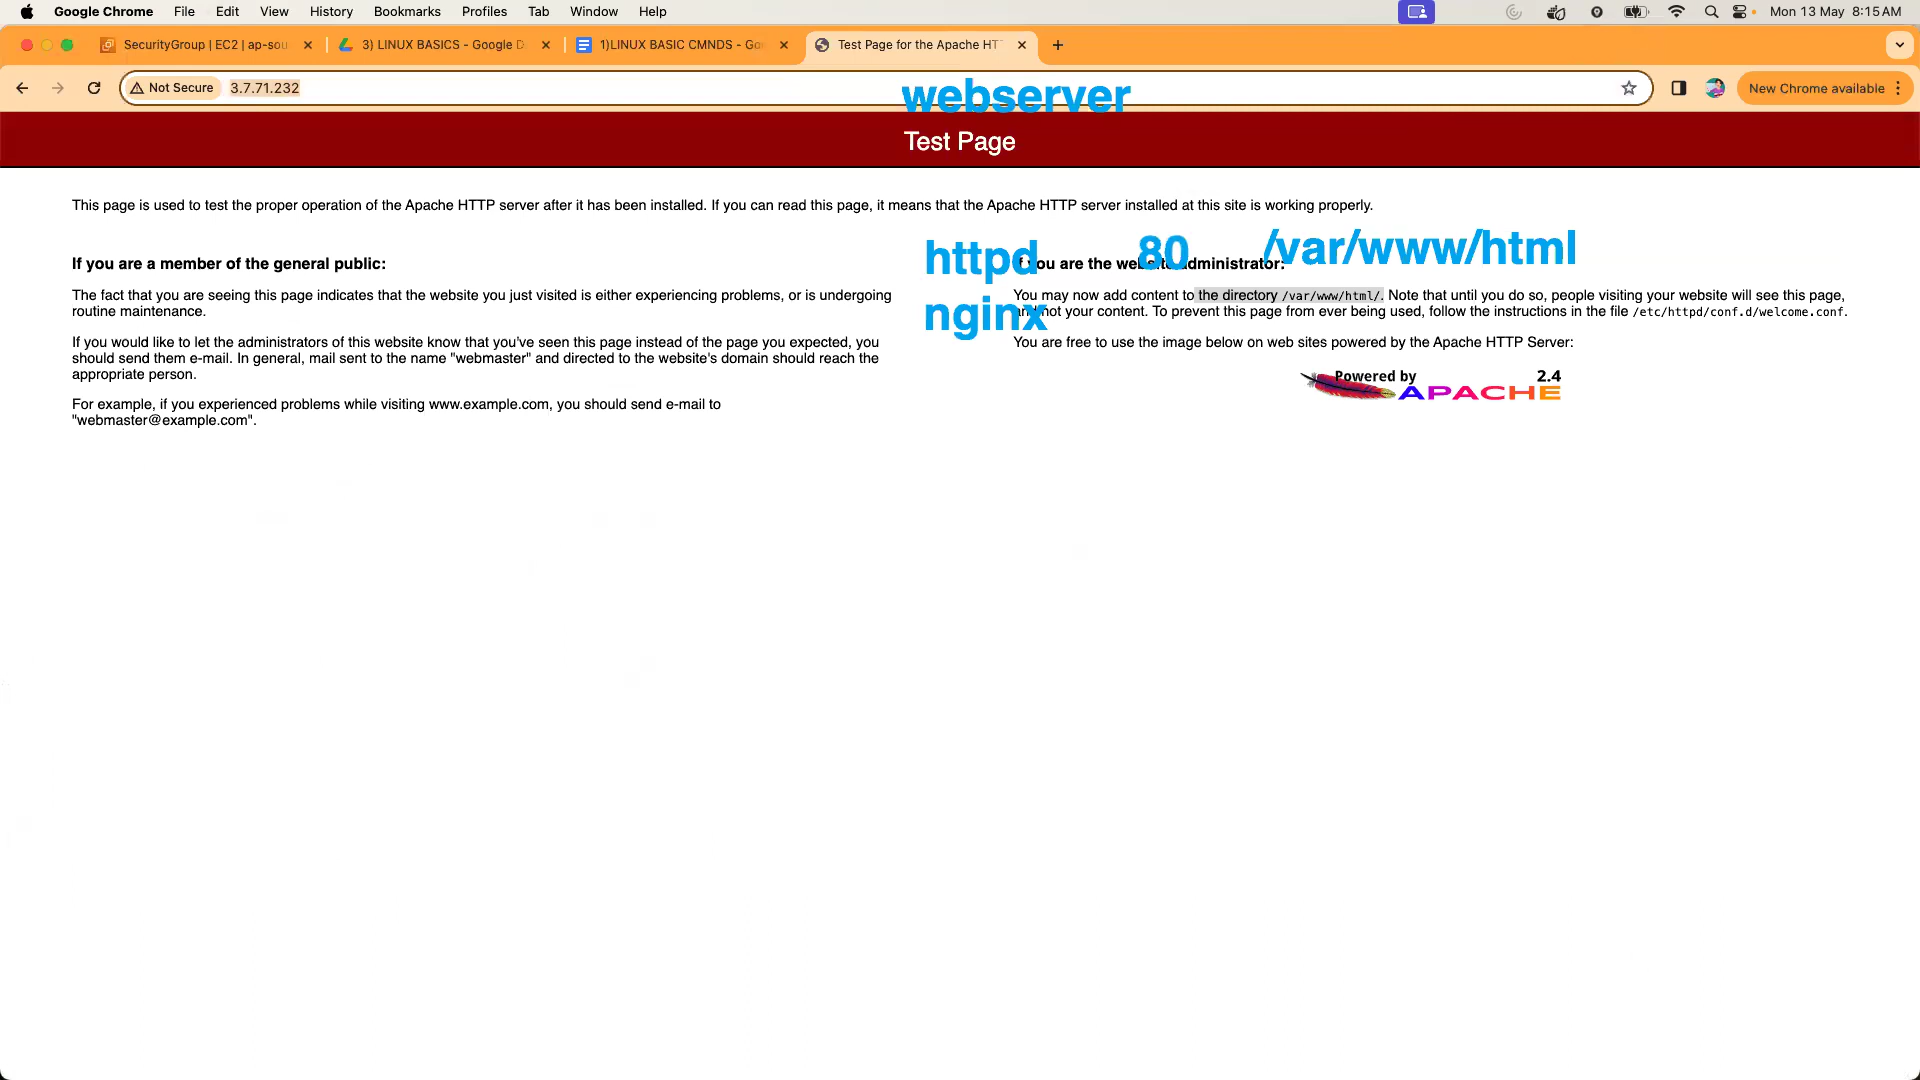 Google Chrome File Edit View History Bookmarks Profiles Tab Window Help Mon 13 May 8:15 AM
SecurityGroup | EC2 | ap-sou 3) LINUX BASICS - Google D 1)LINUX BASIC CMNDS - Goo Test Page for the Apache HT
Not Secure 3.7.71.232 New Chrome available
webserver
Test Page
This page is used to test the proper operation of the Apache HTTP server after it has been installed. If you can read this page, it means that the Apache HTTP server installed at this site is working properly.
If you are a member of the general public:
The fact that you are seeing this page indicates that the website you just visited is either experiencing problems, or is undergoing
routine maintenance.
If you would like to let the administrators of this website know that you've seen this page instead of the page you expected, you
should send them e-mail. In general, mail sent to the name "webmaster" and directed to the website's domain should reach the
appropriate person.
For example, if you experienced problems while visiting www.example.com, you should send e-mail to
"webmaster@example.com".
httpd 80 /var/www/html
nginx
If you are the website administrator:
You may now add content to the directory /var/www/html/. Note that until you do so, people visiting your website will see this page,
and not your content. To prevent this page from ever being used, follow the instructions in the file /etc/httpd/conf.d/welcome.conf.
You are free to use the image below on web sites powered by the Apache HTTP Server:
Powered by 2.4
APACHE